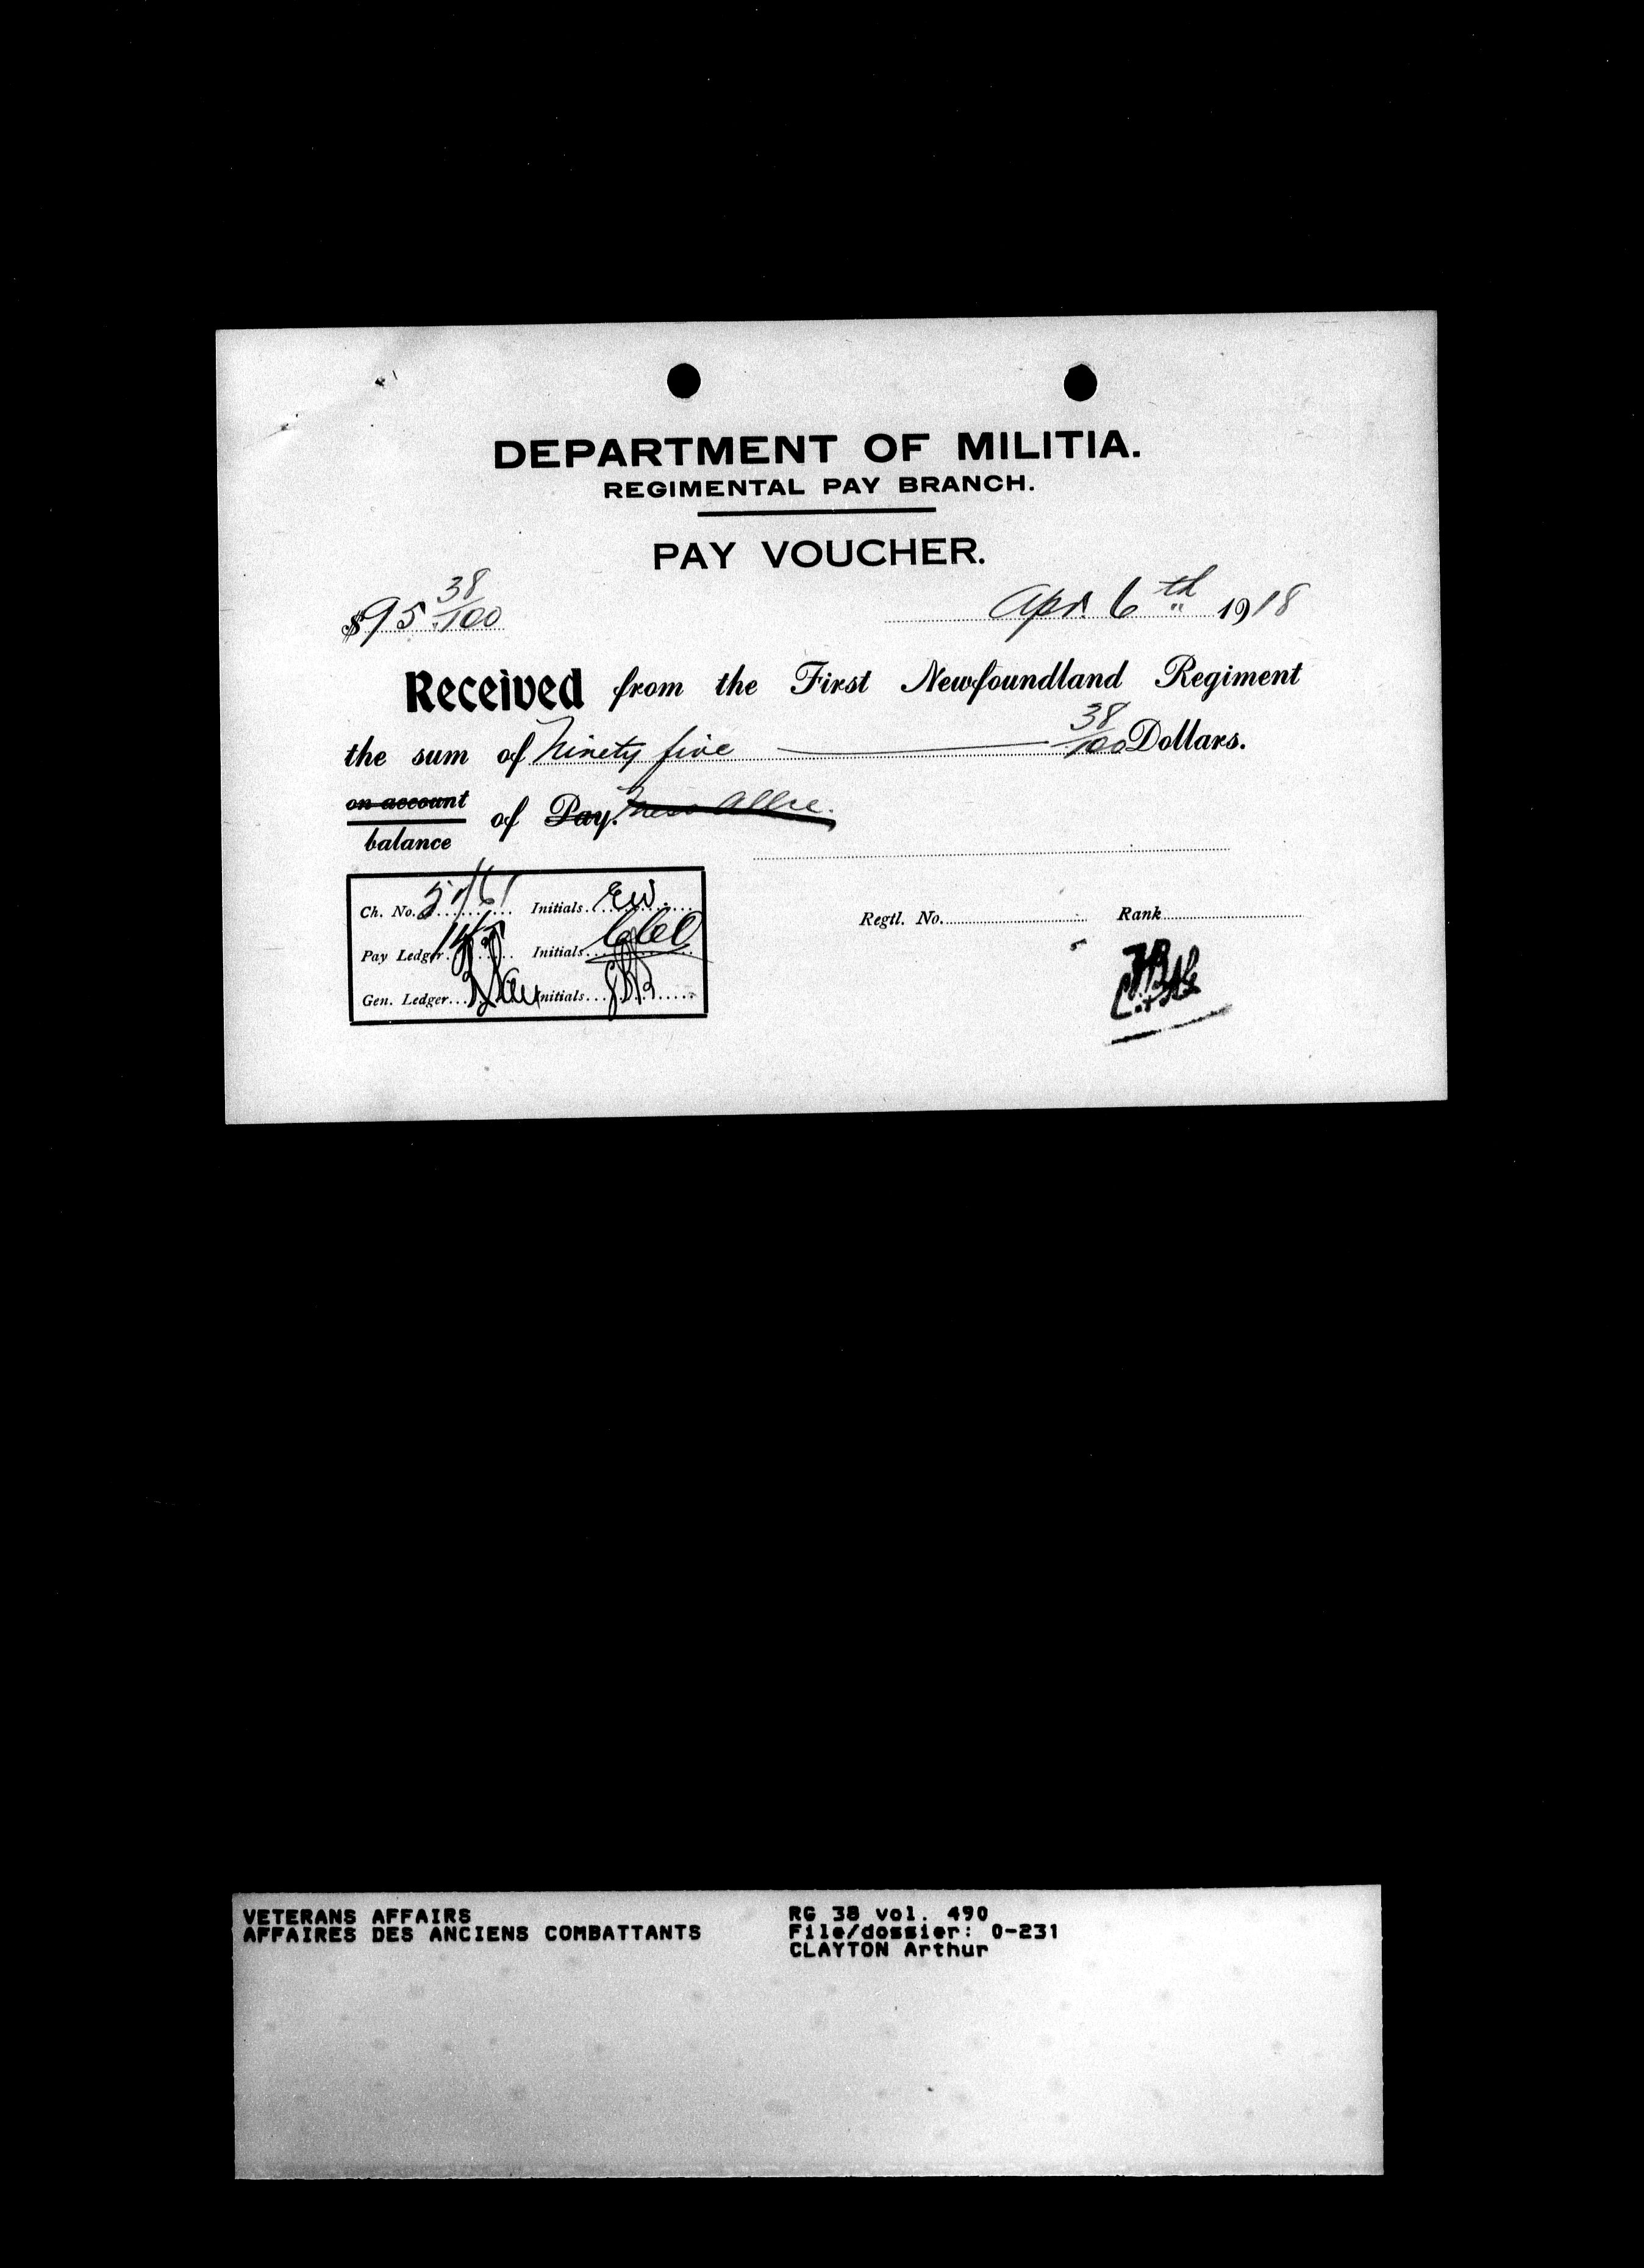 DEPARTMENT OF MILITIA.
REGIMENTAL PAY BRANCH.
PAY VOUCHER.
$95 38/100 Apr. 6th 1918
Received from the First Newfoundland Regiment
the sum of Ninety five 38/100 Dollars.
on account
balance of Pay.
Ch. No. Initials. EW.
Regtl. No. Rank
Pay Ledger. Initials.
Gen. Ledger... Initials...
VETERANS AFFAIRS
AFFAIRES DES ANCIENS COMBATTANTS
RG 38 vol. 490
File/dossier: 0-231
CLAYTON Arthur